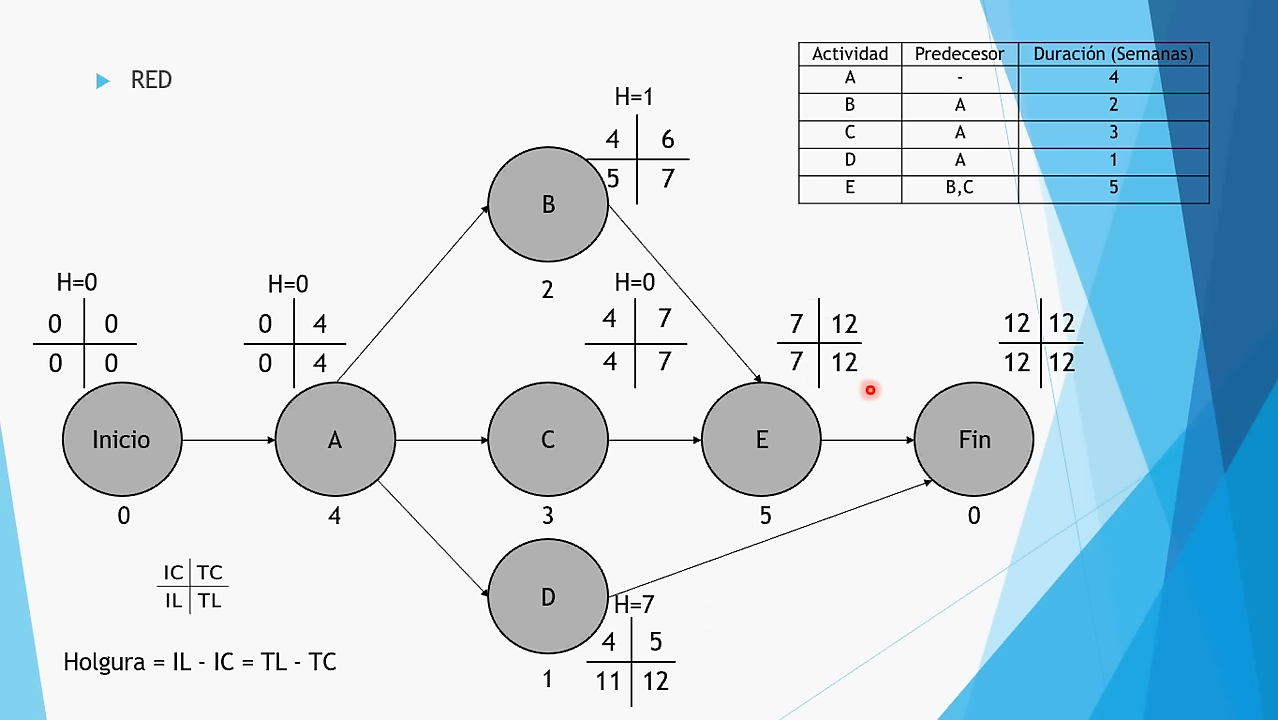 RED
Actividad Predecesor Duración (Semanas)
A - 4
B A 2
C A 3
D A 1
E B,C 5
H=1
4 6
5 7
B
2
H=0
0 0
0 0
H=0
0 4
0 4
H=0
4 7
4 7
7 12
7 12
12 12
12 12
Inicio
A
C
E
Fin
0
4
3
5
0
D
1
H=7
4 5
11 12
IC TC
IL TL
Holgura = IL - IC = TL - TC